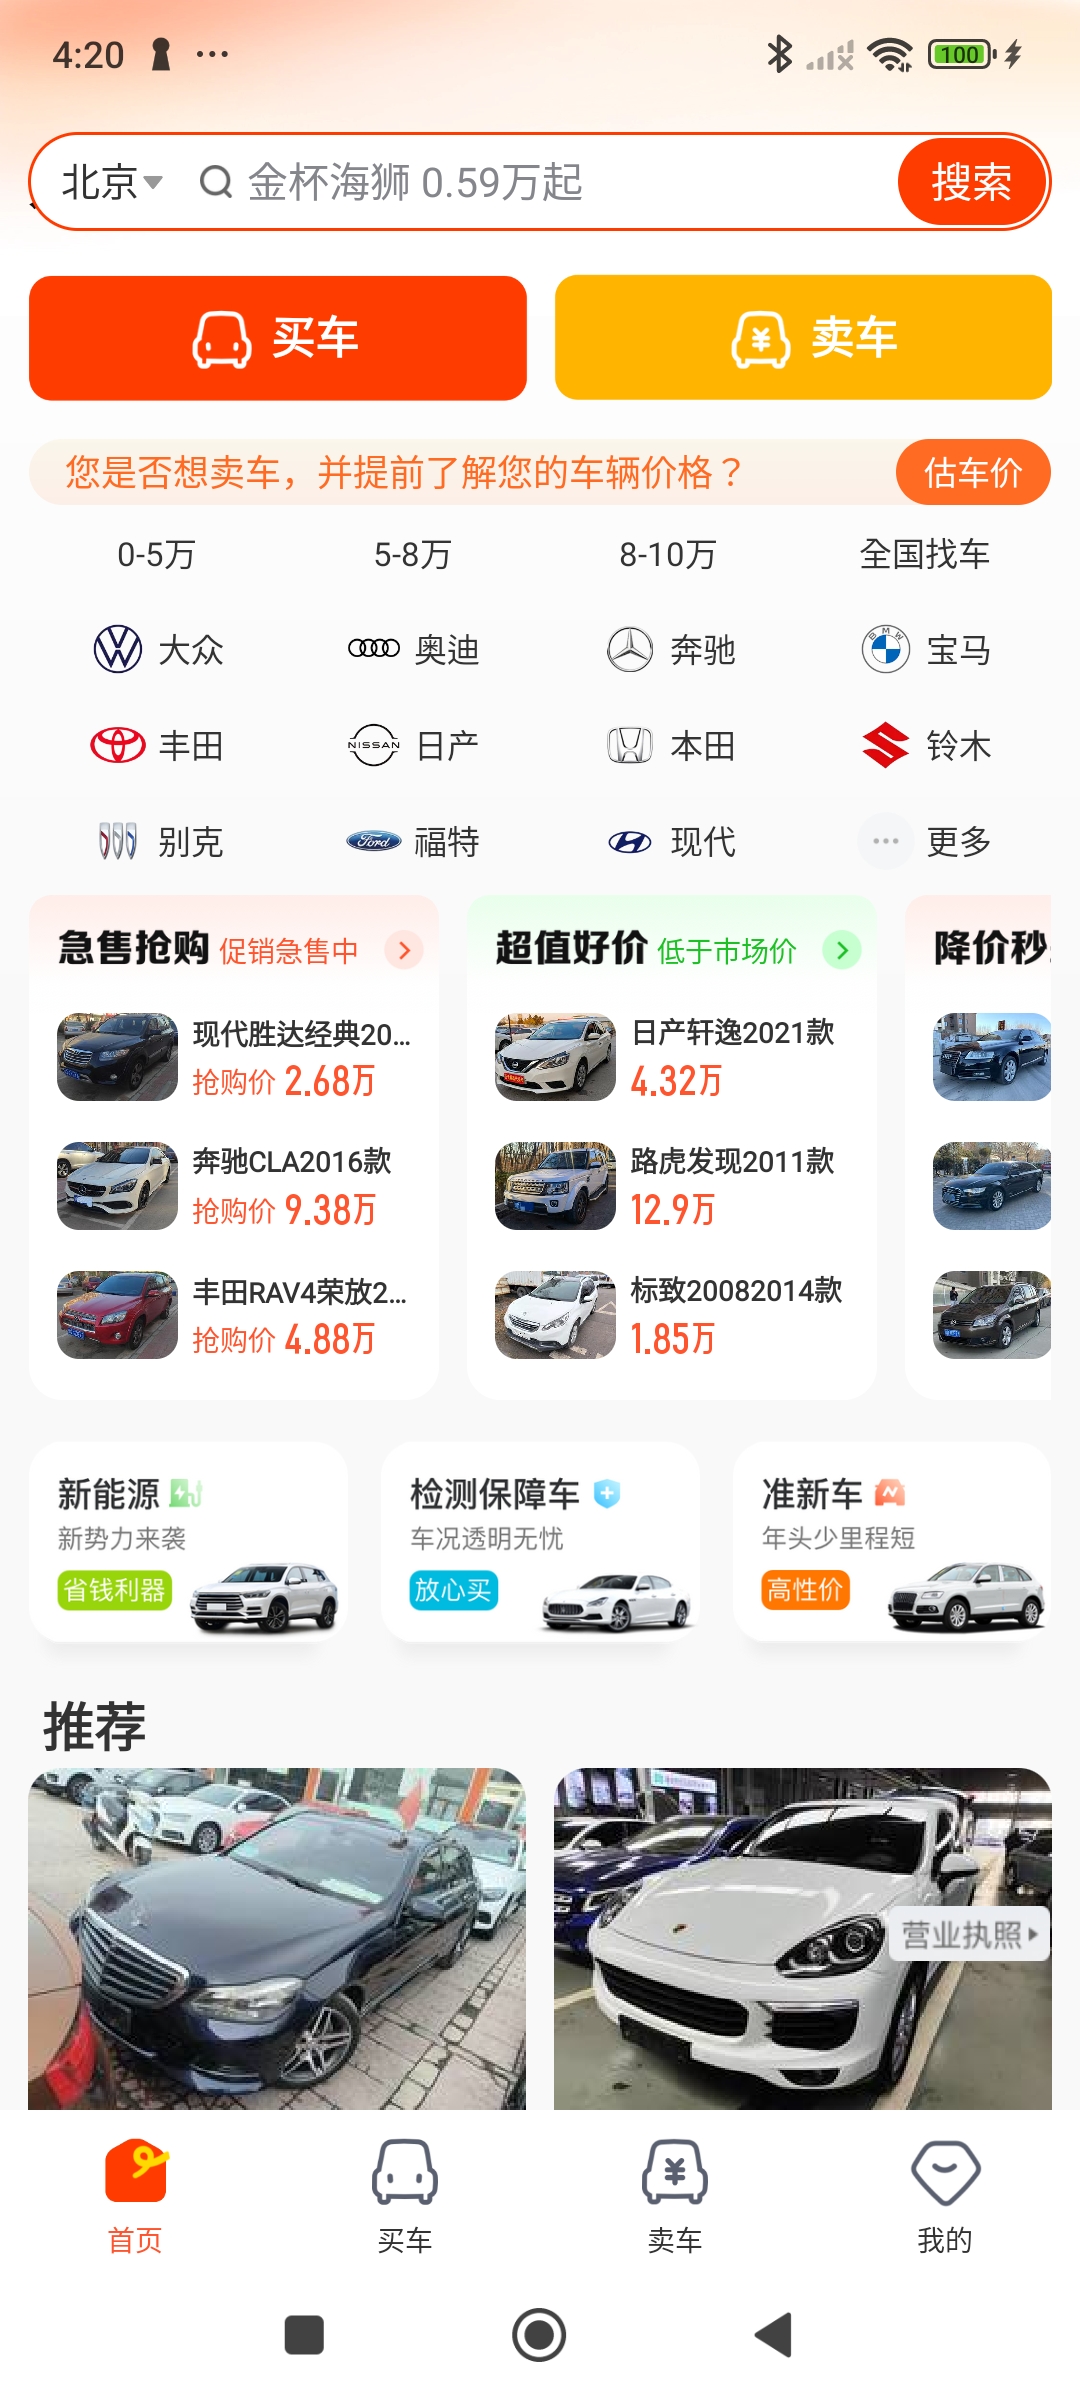 4:20
100
北京
金杯海狮 0.59万起
搜索
买车
卖车
您是否想卖车，并提前了解您的车辆价格？
估车价
0-5万
5-8万
8-10万
全国找车
大众
奥迪
奔驰
BMW
宝马
丰田
NISSAN
日产
本田
铃木
别克
Ford
福特
现代
更多
急售抢购 促销急售中
现代胜达经典20...
抢购价 2.68万
奔驰CLA2016款
抢购价 9.38万
丰田RAV4荣放2...
抢购价 4.88万
超值好价 低于市场价
日产轩逸2021款
4.32万
路虎发现2011款
12.9万
标致20082014款
1.85万
降价秒
新能源
新势力来袭
省钱利器
检测保障车
车况透明无忧
放心买
准新车
年头少里程短
高性价
推荐
营业执照
首页
买车
卖车
我的